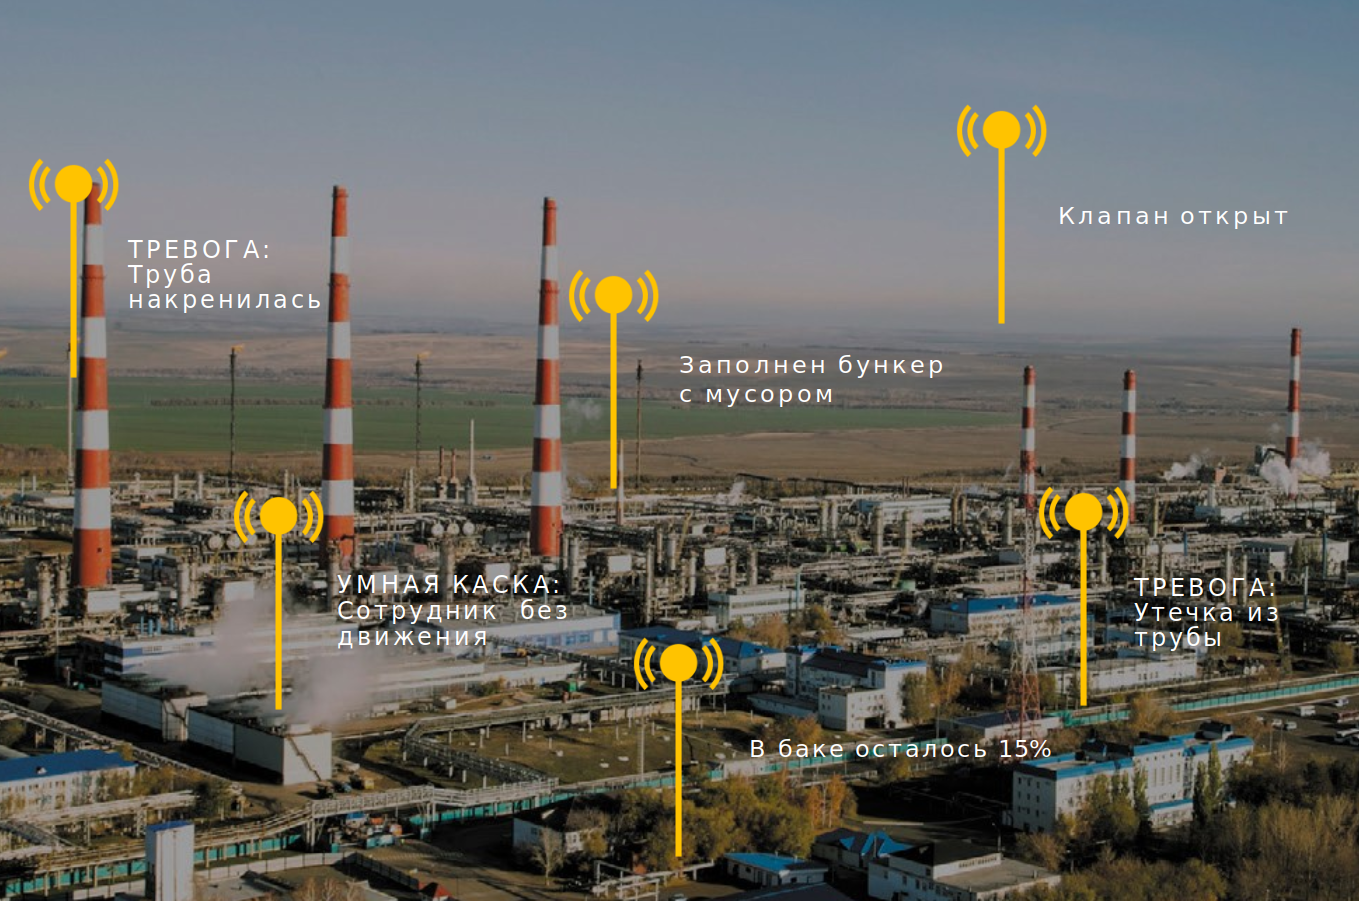 Клапан открыт
ТРЕВОГА:
Труба
накренилась
Заполнен бункер
с мусором
УМНАЯ КАСКА:
Сотрудник без
движения
ТРЕВОГА:
Утечка из
трубы
В баке осталось 15%